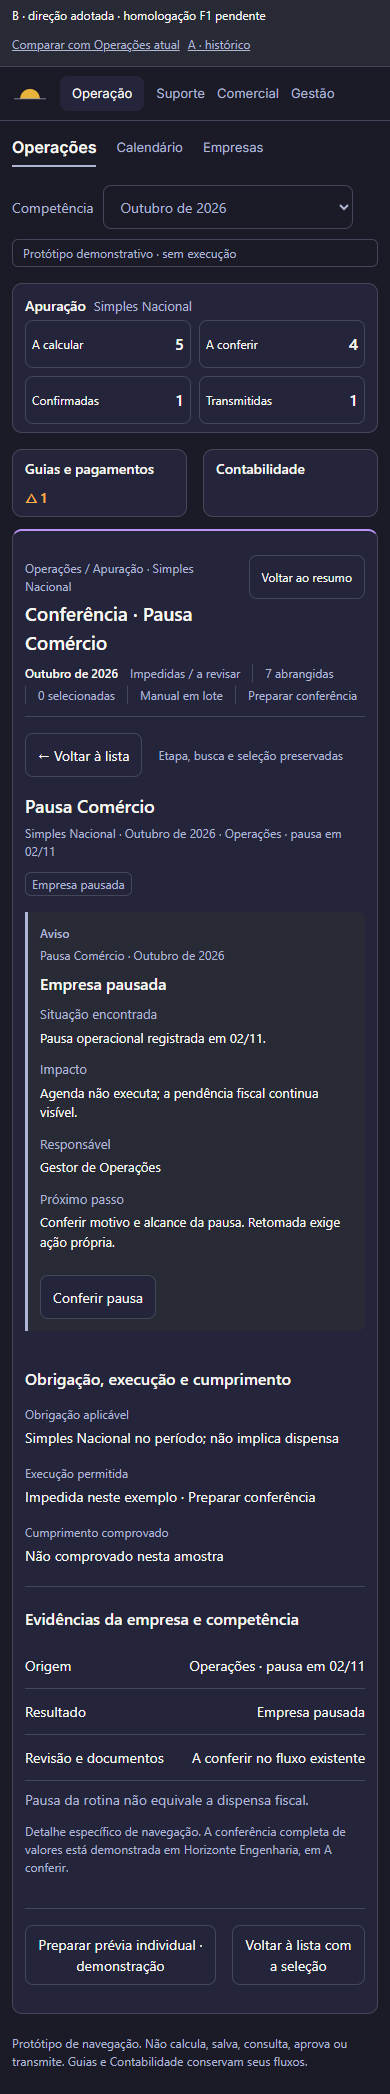 B · direção adotada · homologação F1 pendente
Comparar com Operações atual A · histórico
Operação Suporte Comercial Gestão
Operações Calendário Empresas
Competência Outubro de 2026
Protótipo demonstrativo · sem execução
Apuração Simples Nacional
A calcular 5 A conferir 4
Confirmadas 1 Transmitidas 1
Guias e pagamentos Contabilidade
△ 1
Operações / Apuração · Simples
Nacional
Voltar ao resumo
Conferência · Pausa
Comércio
Outubro de 2026 Impedidas / a revisar 7 abrangidas
0 selecionadas Manual em lote Preparar conferência
← Voltar à lista Etapa, busca e seleção preservadas
Pausa Comércio
Simples Nacional · Outubro de 2026 · Operações · pausa em
02/11
Empresa pausada
Aviso
Pausa Comércio · Outubro de 2026
Empresa pausada
Situação encontrada
Pausa operacional registrada em 02/11.
Impacto
Agenda não executa; a pendência fiscal continua
visível.
Responsável
Gestor de Operações
Próximo passo
Conferir motivo e alcance da pausa. Retomada exige
ação própria.
Conferir pausa
Obrigação, execução e cumprimento
Obrigação aplicável
Simples Nacional no período; não implica dispensa
Execução permitida
Impedida neste exemplo · Preparar conferência
Cumprimento comprovado
Não comprovado nesta amostra
Evidências da empresa e competência
Origem Operações · pausa em 02/11
Resultado Empresa pausada
Revisão e documentos A conferir no fluxo existente
Pausa da rotina não equivale a dispensa fiscal.
Detalhe específico de navegação. A conferência completa de
valores está demonstrada em Horizonte Engenharia, em A
conferir.
Preparar prévia individual ·
demonstração
Voltar à lista com
a seleção
Protótipo de navegação. Não calcula, salva, consulta, aprova ou
transmite. Guias e Contabilidade conservam seus fluxos.